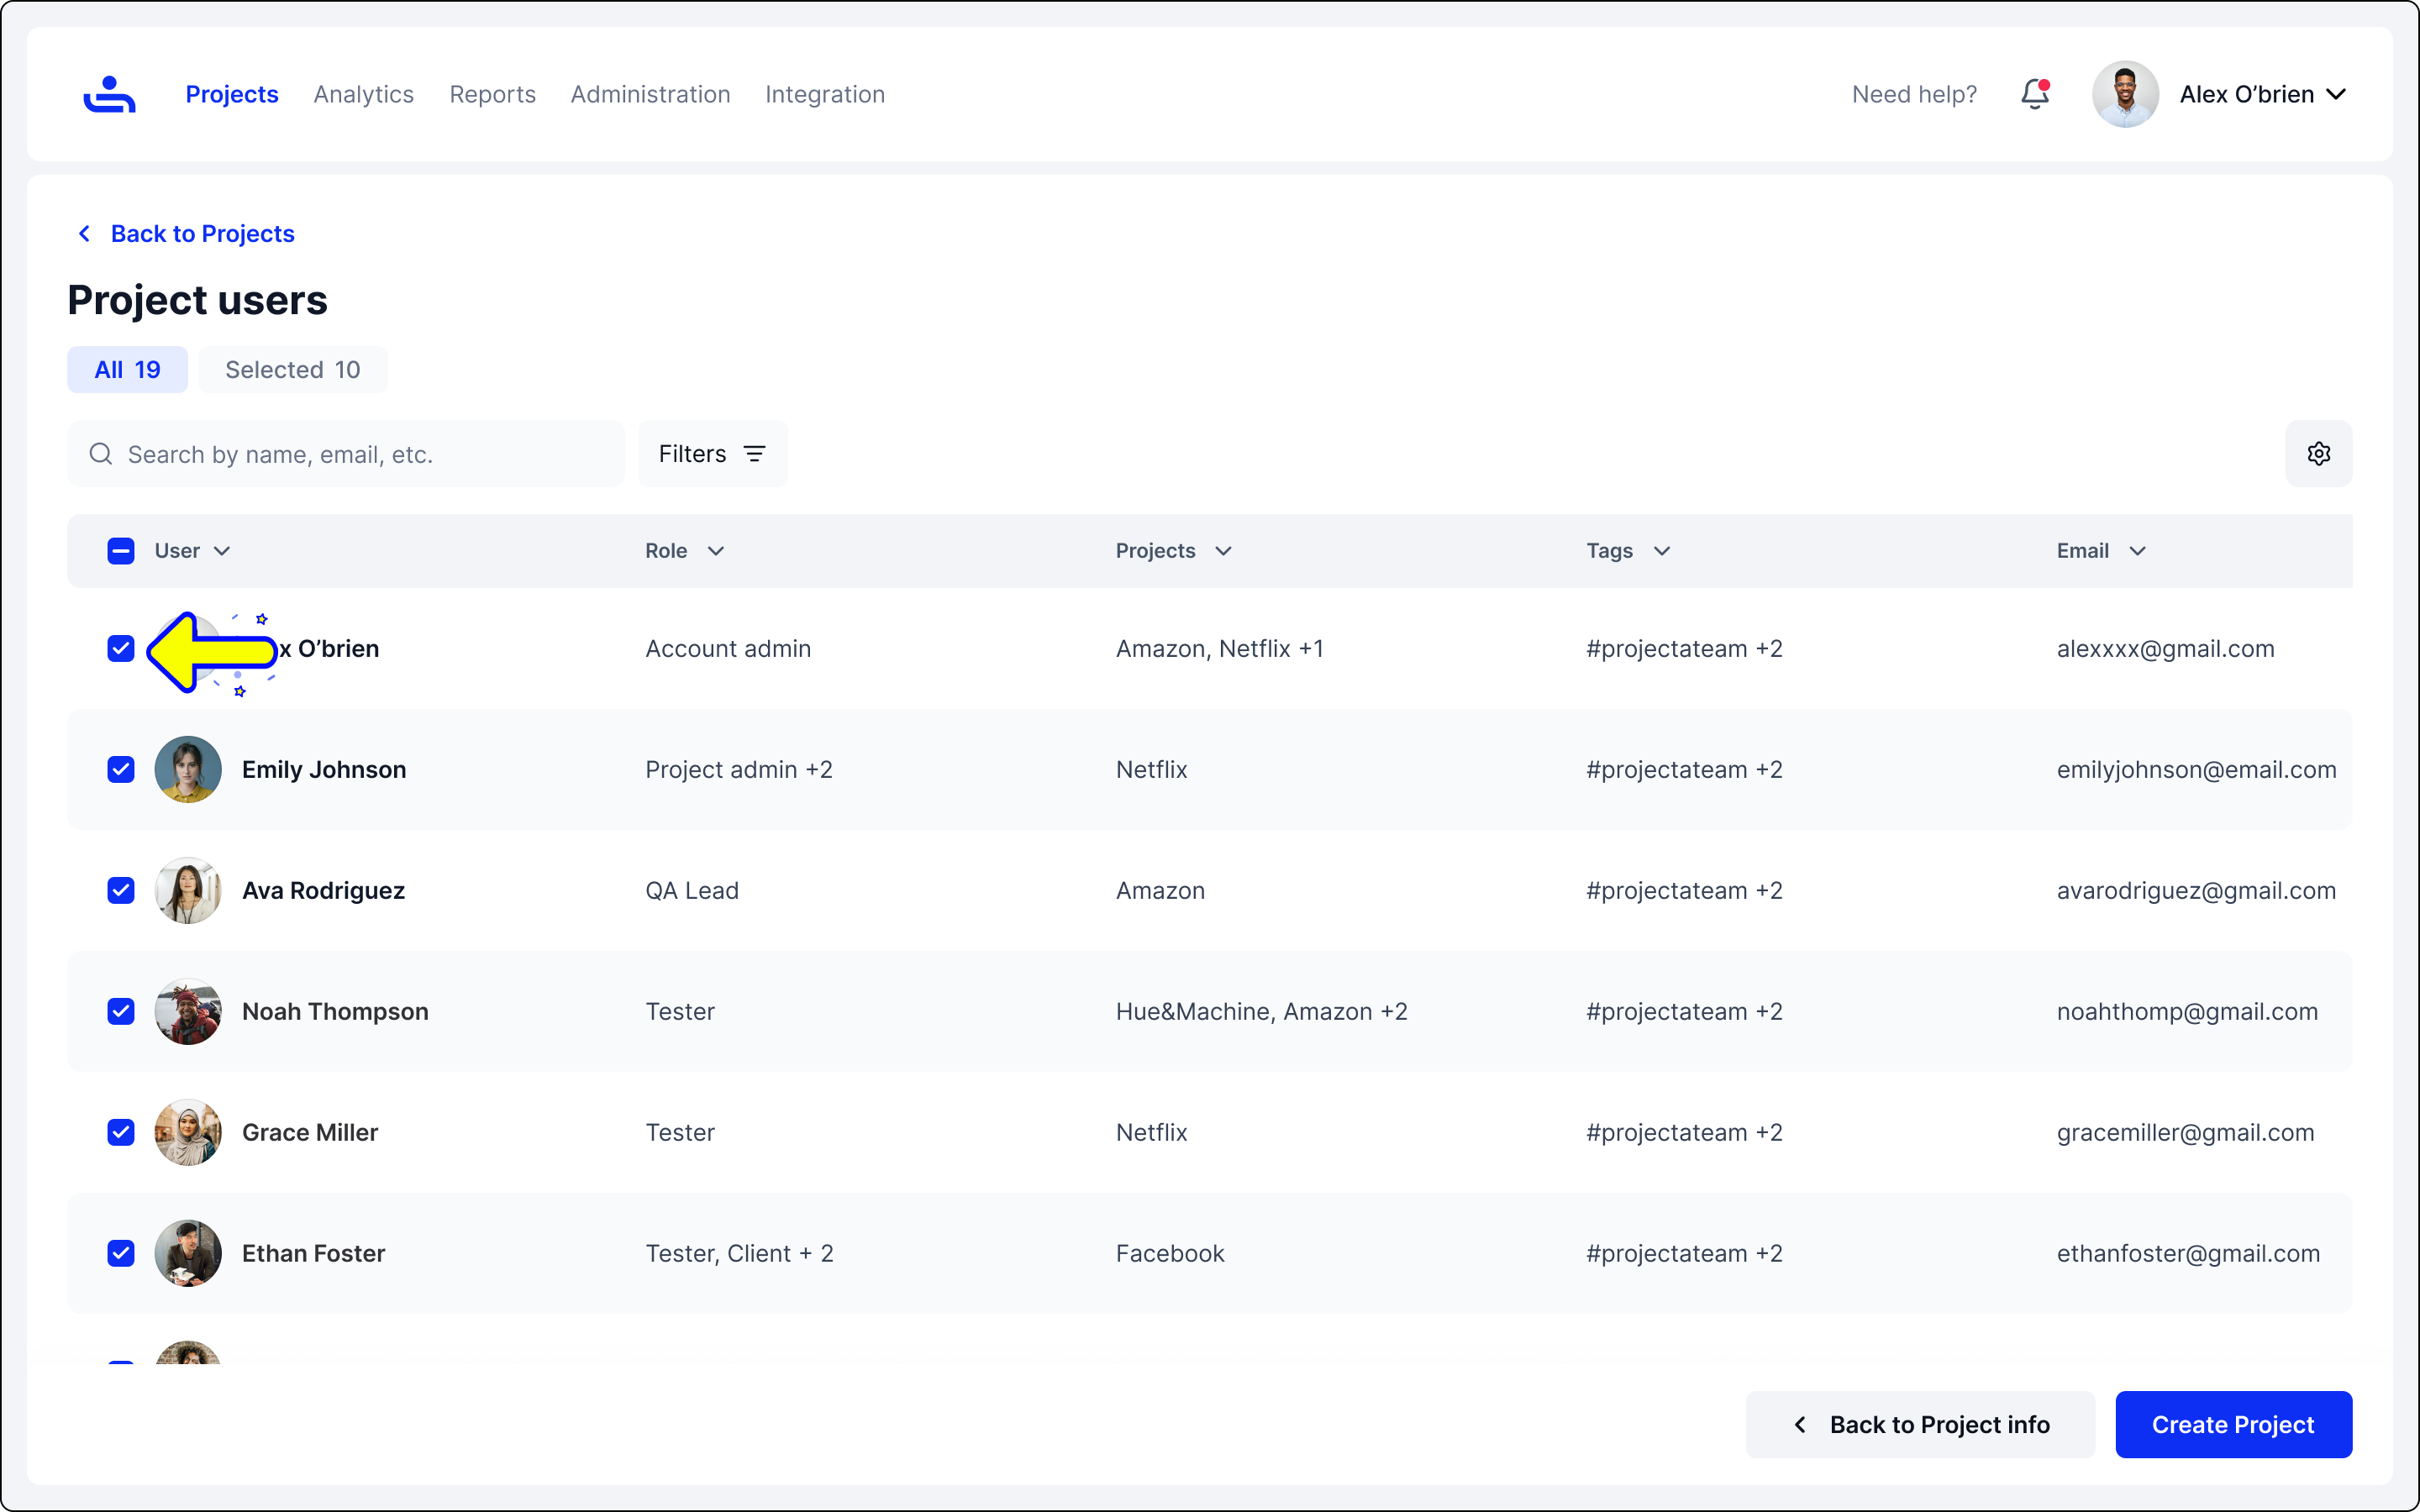 Projects Analytics Reports Administration Integration Need help? Alex O’brien
Back to Projects
Project users
All 19 Selected 10
Search by name, email, etc. Filters
User Role Projects Tags Email
x O’brien Account admin Amazon, Netflix +1 #projectateam +2 alexxxx@gmail.com
Emily Johnson Project admin +2 Netflix #projectateam +2 emilyjohnson@email.com
Ava Rodriguez QA Lead Amazon #projectateam +2 avarodriguez@gmail.com
Noah Thompson Tester Hue&Machine, Amazon +2 #projectateam +2 noahthomp@gmail.com
Grace Miller Tester Netflix #projectateam +2 gracemiller@gmail.com
Ethan Foster Tester, Client + 2 Facebook #projectateam +2 ethanfoster@gmail.com
Back to Project info Create Project